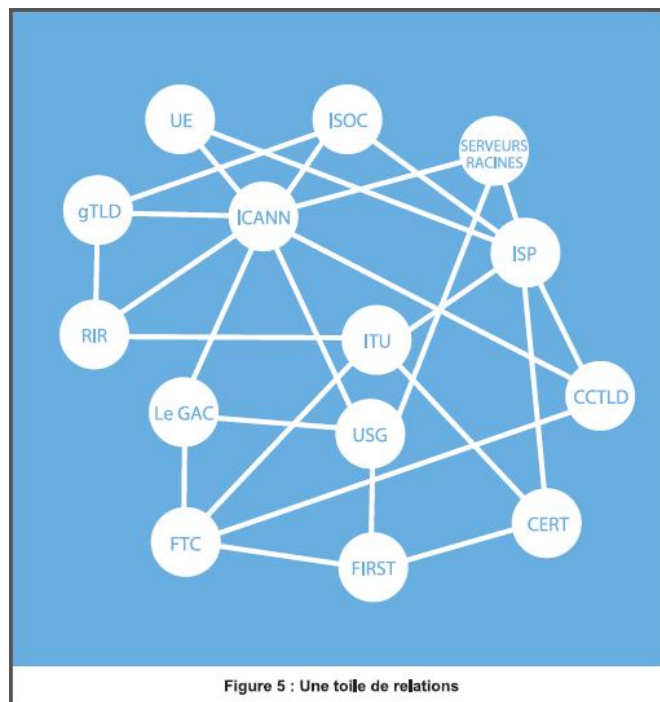 UE
ISOC
SERVEURS
RACINES
gTLD
ICANN
ISP
RIR
ITU
CCTLD
Le GAC
USG
CERT
FTC
FIRST
Figure 5 : Une toile de relations